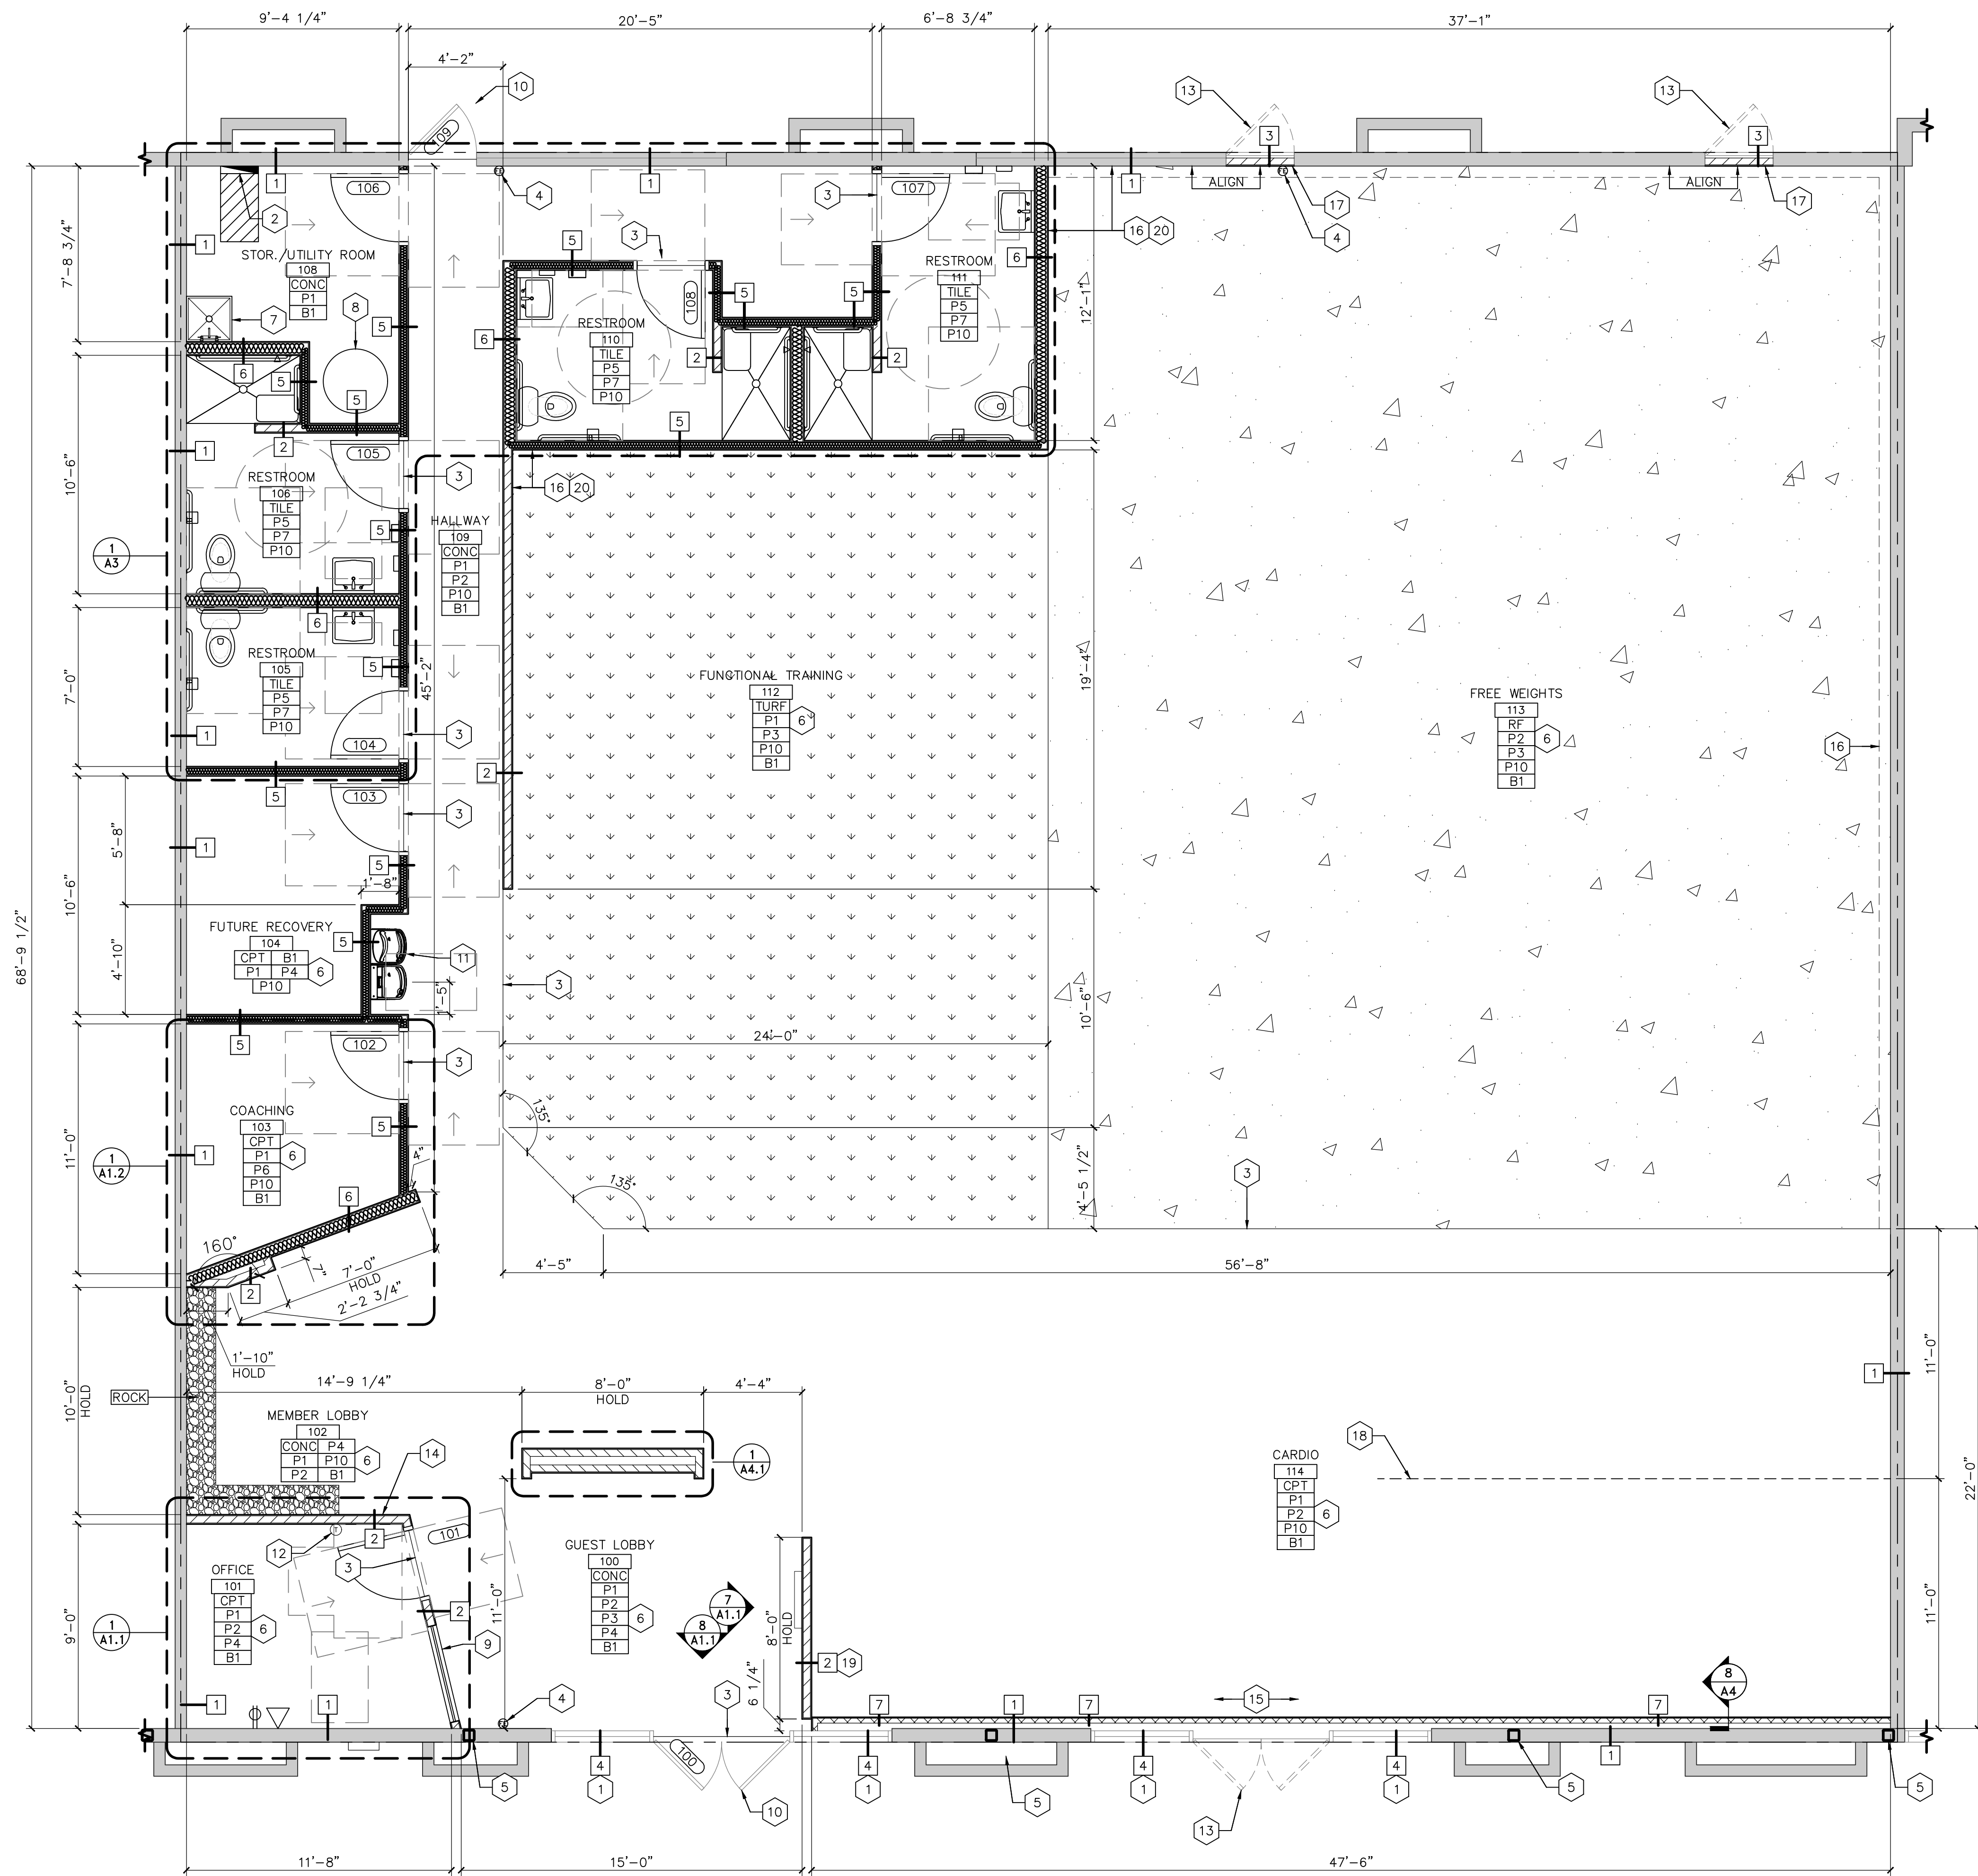 9'-4 1/4"
20'-5"
6'-8 3/4"
37'-1"
4'-2"
10
13
13
109
3
3
1
1
1
106
107
4
3
ALIGN
ALIGN
17
17
4
2
16 20
1
3
5
6
7'-8 3/4"
STOR./UTILITY ROOM
108
CONC
P1
B1
RESTROOM
111
TILE
P5
P7
P10
5
5
108
12'-1"
7
8
5
6
RESTROOM
110
TILE
P5
P7
P10
2
2
6
5
5
2
5
1
105
3
10'-6"
RESTROOM
106
TILE
P5
P7
P10
16 20
HALLWAY
109
CONC
P1
P2
P10
B1
5
1
A3
6
RESTROOM
105
TILE
P5
P7
P10
5
45'-2"
19'-4"
7'-0"
FUNCTIONAL TRAINING
112
TURF
P1
P3
P10
B1
6
FREE WEIGHTS
113
RF
P2
P3
P10
B1
6
1
104
3
16
2
5
103
3
5'-8"
1
5
10'-6"
1'-8"
68'-9 1/2"
FUTURE RECOVERY
104
CPT B1
P1 P4
P10
6
5
11
4'-10"
3
1'-5"
10'-6"
5
24'-0"
102
3
COACHING
103
CPT
P1
P6
P10
B1
6
5
135°
11'-0"
1
A1.2
1
4"
135°
4'-5 1/2"
3
6
160°
7"
7'-0"
HOLD
2'-2 3/4"
2
4'-5"
56'-8"
1'-10"
HOLD
11'-0"
14'-9 1/4"
8'-0"
HOLD
4'-4"
1
ROCK
10'-0"
HOLD
MEMBER LOBBY
102
CONC P4
P1 P10
P2 B1
6
14
1
A4.1
18
CARDIO
114
CPT
P1
P2
P10
B1
6
22'-0"
2
101
12
3
OFFICE
101
CPT
P1
P2
P4
B1
6
GUEST LOBBY
100
CONC
P1
P2
P3
P4
B1
6
11'-0"
7
A1.1
8
A1.1
8'-0"
HOLD
9'-0"
1
A1.1
2
9
2 19
11'-0"
6 1/4"
8
A4
1
1
4
3
7
1
7
15
7
1
100
5
4
1
10
4
1
5
4
1
13
4
1
5
5
11'-8"
15'-0"
47'-6"